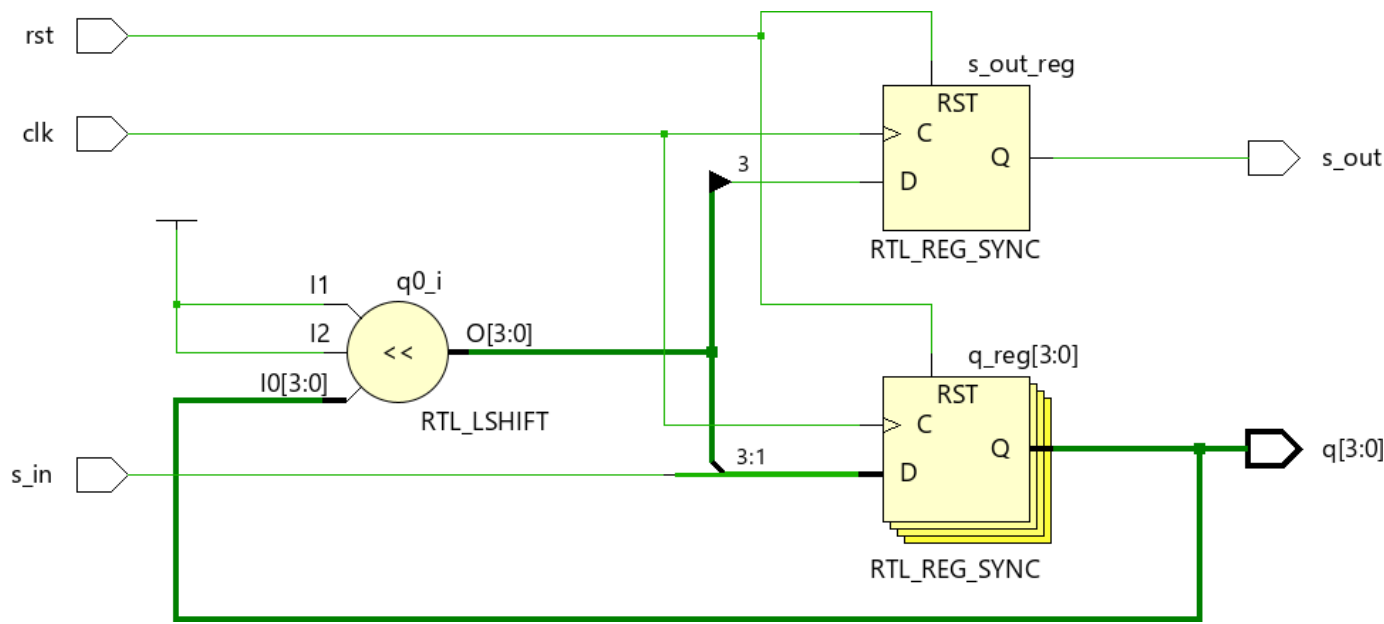 rst
s_out_reg
RST
clk
C
3
Q
s_out
D
RTL_REG_SYNC
I1
q0_i
I2
<<
O[3:0]
q_reg[3:0]
I0[3:0]
RST
RTL_LSHIFT
C
3:1
Q
q[3:0]
s_in
D
RTL_REG_SYNC